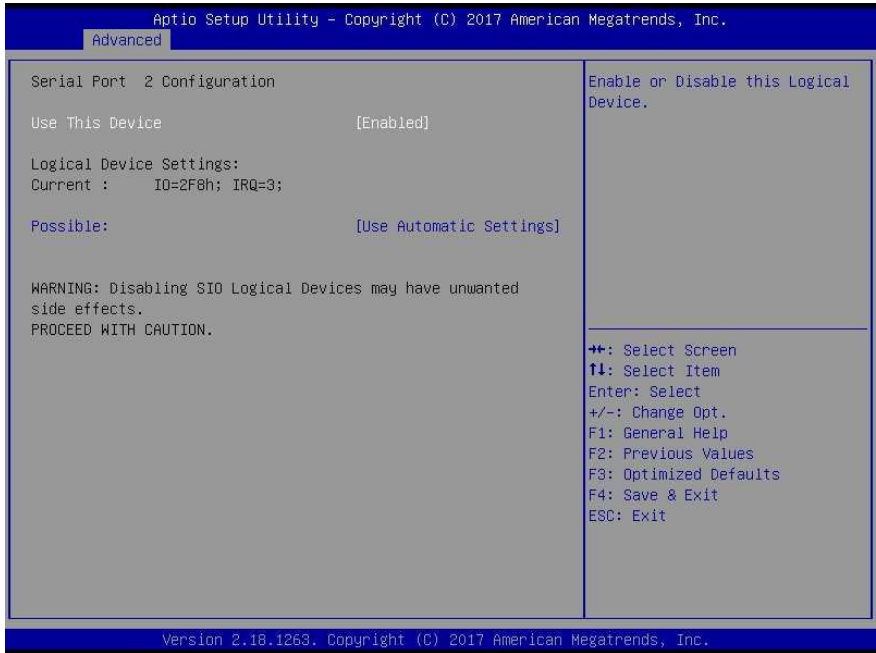 Aptio Setup Utility – Copyright (C) 2017 American Megatrends, Inc.
Advanced
Serial Port 2 Configuration
Use This Device [Enabled]
Logical Device Settings:
Current : IO=2F8h; IRQ=3;
Possible: [Use Automatic Settings]
WARNING: Disabling SIO Logical Devices may have unwanted
side effects.
PROCEED WITH CAUTION.
Enable or Disable this Logical
Device.
→←: Select Screen
↑↓: Select Item
Enter: Select
+/-: Change Opt.
F1: General Help
F2: Previous Values
F3: Optimized Defaults
F4: Save & Exit
ESC: Exit
Version 2.18.1263. Copyright (C) 2017 American Megatrends, Inc.